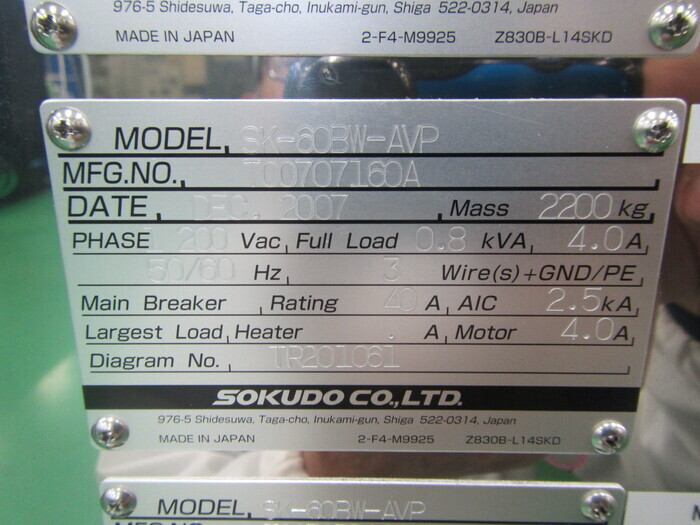 976-5 Shidesuwa, Taga-cho, Inukami-gun, Shiga 522-0314, Japan
MADE IN JAPAN 2-F4-M9925 Z830B-L14SKD
MODEL SK-60BW-AVP
MFG.NO. T00707160A
DATE DEC. 2007 Mass 2200 kg
PHASE 1 200 Vac Full Load 0.8 kVA 4.0 A
50/60 Hz 3 Wire(s)+GND/PE
Main Breaker Rating 40 A AIC 2.5 kA
Largest Load Heater . A Motor 4.0 A
Diagram No. TR201061
SOKUDO CO.,LTD.
976-5 Shidesuwa, Taga-cho, Inukami-gun, Shiga 522-0314, Japan
MADE IN JAPAN 2-F4-M9925 Z830B-L14SKD
MODEL SK-60BW-AVP